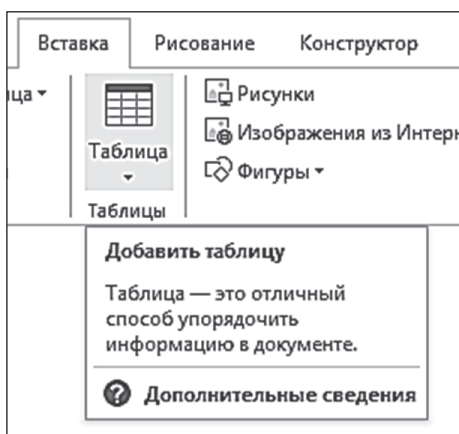 Вставка Рисование Конструктор
ица
Таблица
Рисунки
Изображения из Интерн
Фигуры
Таблицы
Добавить таблицу
Таблица — это отличный
способ упорядочить
информацию в документе.
Дополнительные сведения